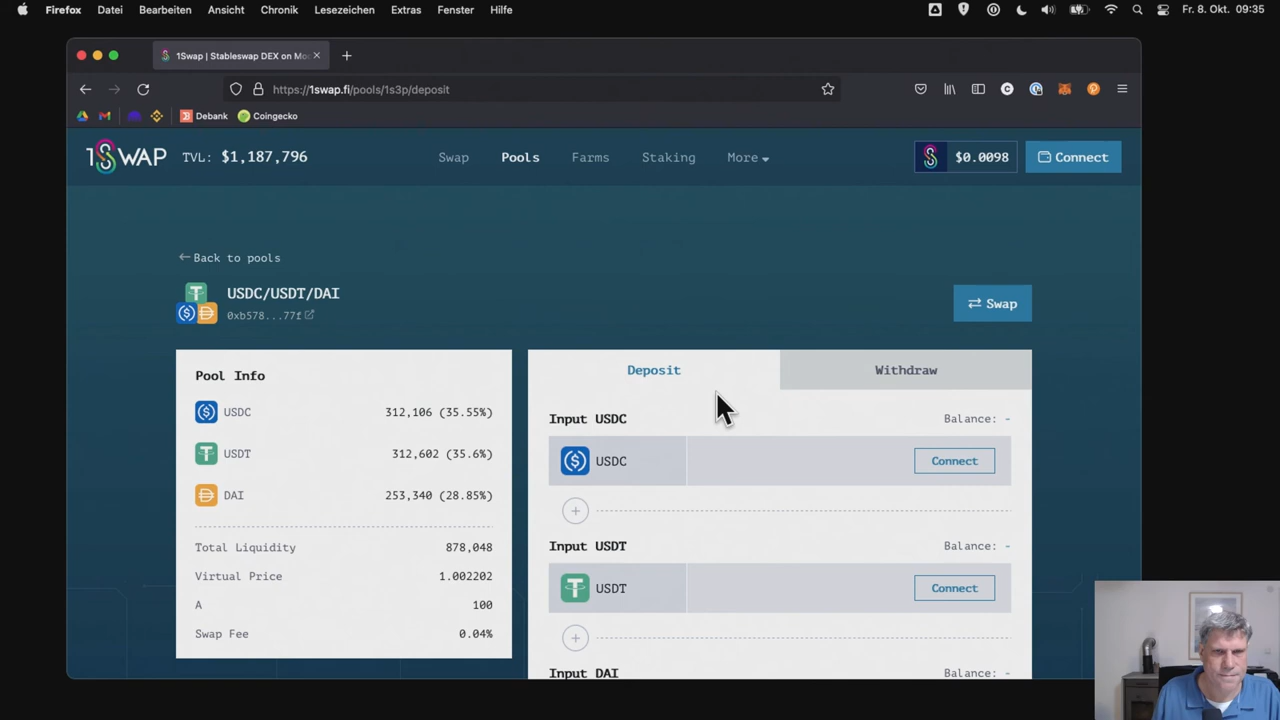 Firefox Datei Bearbeiten Ansicht Chronik Lesezeichen Extras Fenster Hilfe Fr. 8. Okt. 09:35
1Swap | Stableswap DEX on Mo
https://1swap.fi/pools/1s3p/deposit
Debank Coingecko
1SWAP TVL: $1,187,796 Swap Pools Farms Staking More $0.0098 Connect
Back to pools
USDC/USDT/DAI
0xb578...77f
Swap
Pool Info
USDC 312,106 (35.55%)
USDT 312,602 (35.6%)
DAI 253,340 (28.85%)
Total Liquidity 878,048
Virtual Price 1.002202
A 100
Swap Fee 0.04%
Deposit Withdraw
Input USDC Balance: -
USDC Connect
Input USDT Balance: -
USDT Connect
Input DAI Balance: -